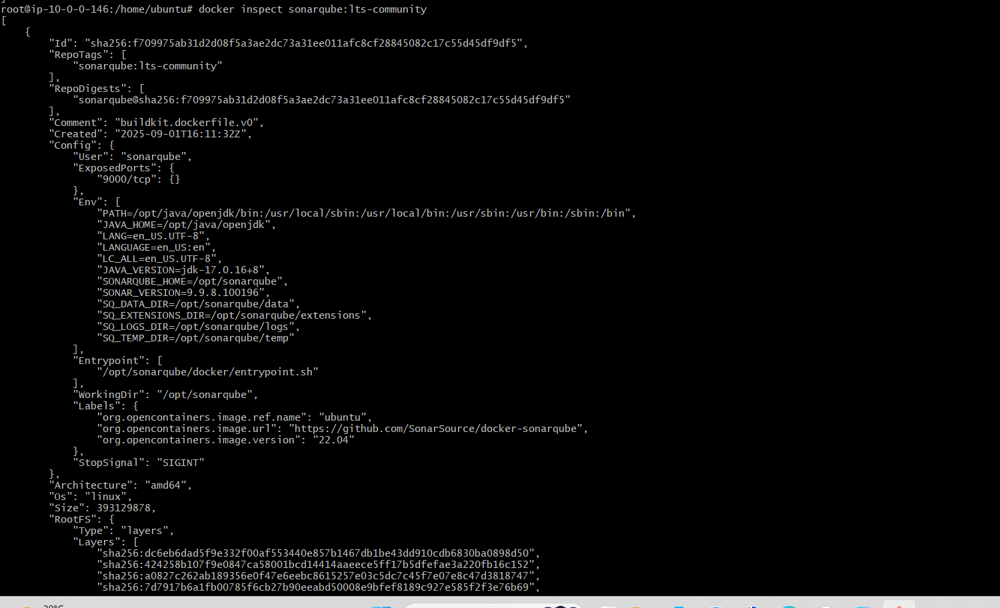 ]
root@ip-10-0-0-146:/home/ubuntu# docker inspect sonarqube:lts-community
[
    {
        "Id": "sha256:f709975ab31d2d08f5a3ae2dc73a31ee011afc8cf28845082c17c55d45df9df5",
        "RepoTags": [
            "sonarqube:lts-community"
        ],
        "RepoDigests": [
            "sonarqube@sha256:f709975ab31d2d08f5a3ae2dc73a31ee011afc8cf28845082c17c55d45df9df5"
        ],
        "Comment": "buildkit.dockerfile.v0",
        "Created": "2025-09-01T16:11:32Z",
        "Config": {
            "User": "sonarqube",
            "ExposedPorts": {
                "9000/tcp": {}
            },
            "Env": [
                "PATH=/opt/java/openjdk/bin:/usr/local/sbin:/usr/local/bin:/usr/sbin:/usr/bin:/sbin:/bin",
                "JAVA_HOME=/opt/java/openjdk",
                "LANG=en_US.UTF-8",
                "LANGUAGE=en_US:en",
                "LC_ALL=en_US.UTF-8",
                "JAVA_VERSION=jdk-17.0.16+8",
                "SONARQUBE_HOME=/opt/sonarqube",
                "SONAR_VERSION=9.9.8.100196",
                "SQ_DATA_DIR=/opt/sonarqube/data",
                "SQ_EXTENSIONS_DIR=/opt/sonarqube/extensions",
                "SQ_LOGS_DIR=/opt/sonarqube/logs",
                "SQ_TEMP_DIR=/opt/sonarqube/temp"
            ],
            "Entrypoint": [
                "/opt/sonarqube/docker/entrypoint.sh"
            ],
            "WorkingDir": "/opt/sonarqube",
            "Labels": {
                "org.opencontainers.image.ref.name": "ubuntu",
                "org.opencontainers.image.url": "https://github.com/SonarSource/docker-sonarqube",
                "org.opencontainers.image.version": "22.04"
            },
            "StopSignal": "SIGINT"
        },
        "Architecture": "amd64",
        "Os": "linux",
        "Size": 393129878,
        "RootFS": {
            "Type": "layers",
            "Layers": [
                "sha256:dc6eb6dad5f9e332f00af553440e857b1467db1be43dd910cdb6830ba0898d50",
                "sha256:424258b107f9e0847ca58001bcd14414aaeece5ff17b5dfefae3a220fb16c152",
                "sha256:a0827c262ab189356e0f47e6eebc8615257e03c5dc7c45f7e07e8c47d3818747",
                "sha256:7d7917b6a1fb00785f6cb27b90eeabd50008e9bfef8189c927e585f2f3e76b69",